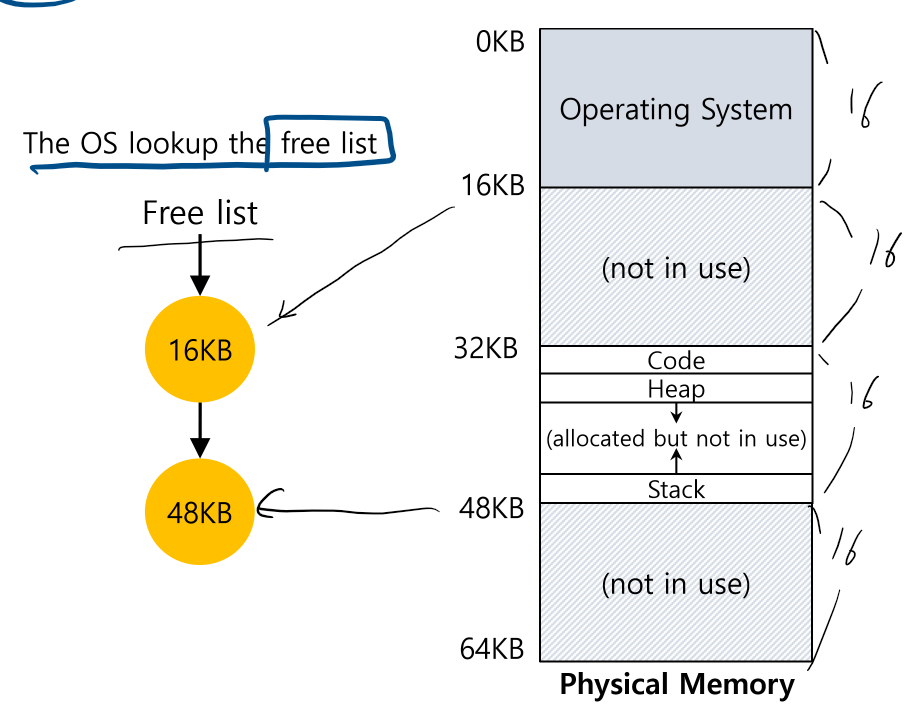 The OS lookup the free list
Free list
16KB
48KB
0KB
Operating System
16
16KB
(not in use)
16
32KB
Code
Heap
(allocated but not in use)
16
Stack
48KB
(not in use)
16
64KB
Physical Memory